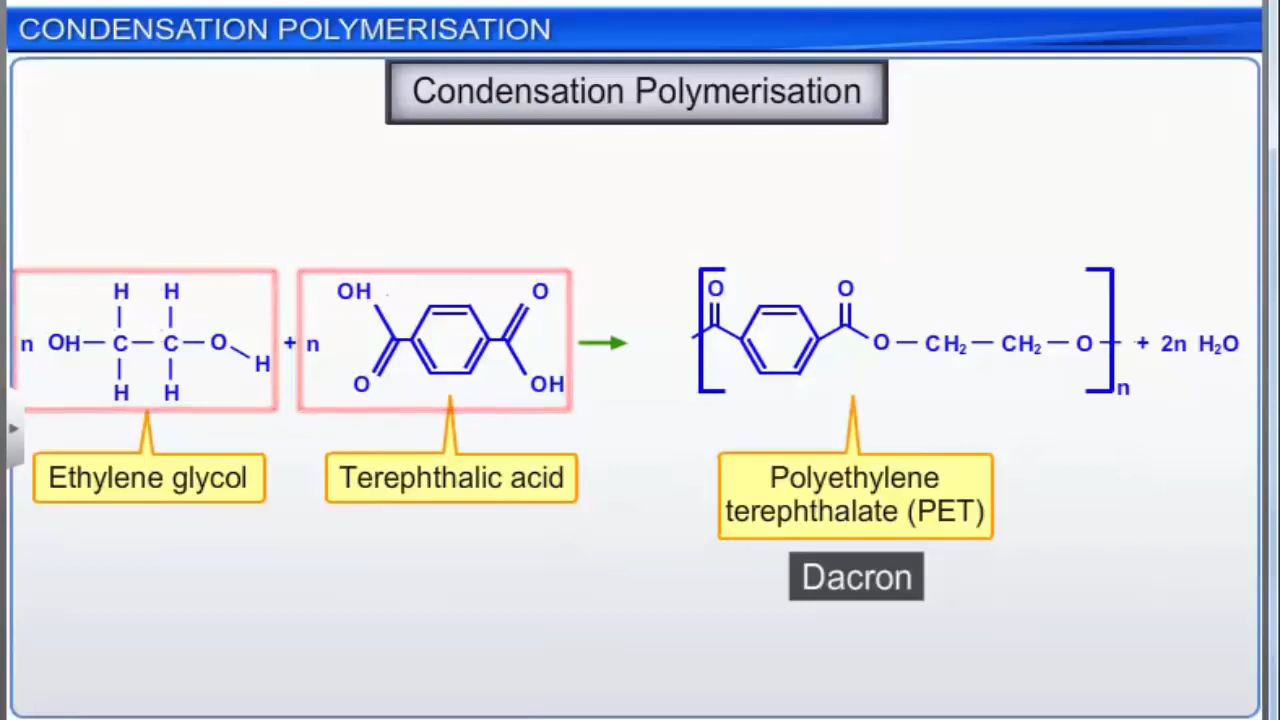 CONDENSATION POLYMERISATION
Condensation Polymerisation
H H
OH O
O O
n OH C C O H + n
O CH₂ CH₂ O + 2n H₂O
O OH
H H
n
Ethylene glycol
Terephthalic acid
Polyethylene
terephthalate (PET)
Dacron